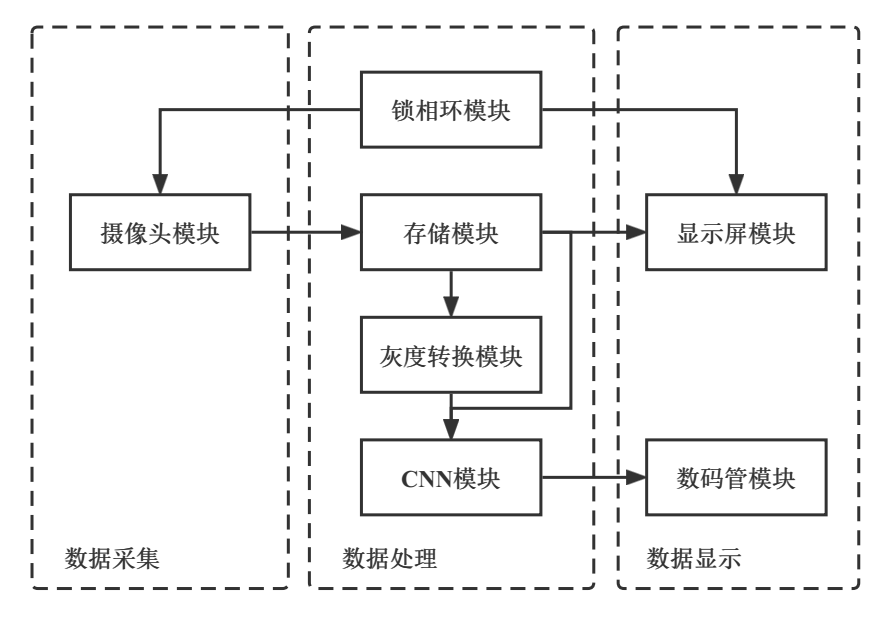 锁相环模块
摄像头模块
存储模块
显示屏模块
灰度转换模块
CNN模块
数码管模块
数据采集
数据处理
数据显示